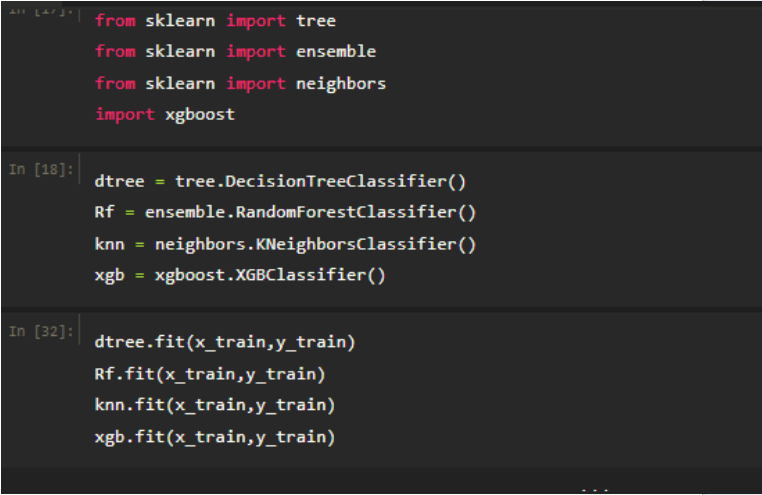 In [17]:
from sklearn import tree
from sklearn import ensemble
from sklearn import neighbors
import xgboost
In [18]:
dtree = tree.DecisionTreeClassifier()
Rf = ensemble.RandomForestClassifier()
knn = neighbors.KNeighborsClassifier()
xgb = xgboost.XGBClassifier()
In [32]:
dtree.fit(x_train,y_train)
Rf.fit(x_train,y_train)
knn.fit(x_train,y_train)
xgb.fit(x_train,y_train)
...